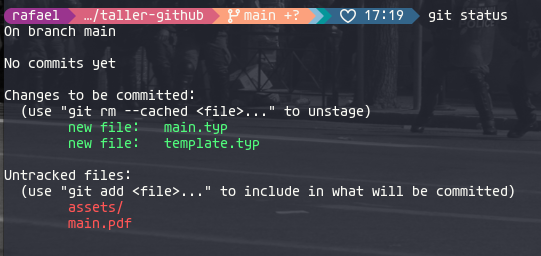 rafael …/taller-github main +? ♡ 17:19 git status
On branch main
No commits yet
Changes to be committed:
(use "git rm --cached <file>..." to unstage)
new file: main.typ
new file: template.typ
Untracked files:
(use "git add <file>..." to include in what will be committed)
assets/
main.pdf